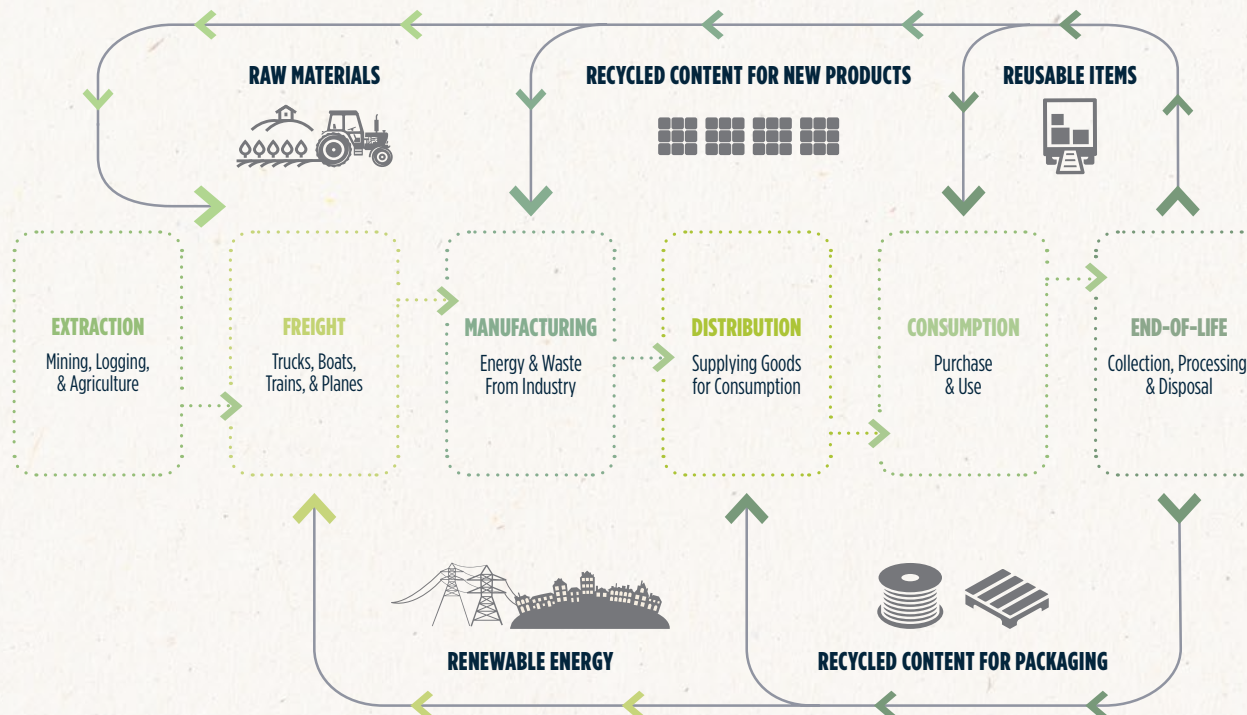 RAW MATERIALS
RECYCLED CONTENT FOR NEW PRODUCTS
REUSABLE ITEMS
EXTRACTION
Mining, Logging,
& Agriculture
FREIGHT
Trucks, Boats,
Trains, & Planes
MANUFACTURING
Energy & Waste
From Industry
DISTRIBUTION
Supplying Goods
for Consumption
CONSUMPTION
Purchase
& Use
END-OF-LIFE
Collection, Processing
& Disposal
RENEWABLE ENERGY
RECYCLED CONTENT FOR PACKAGING